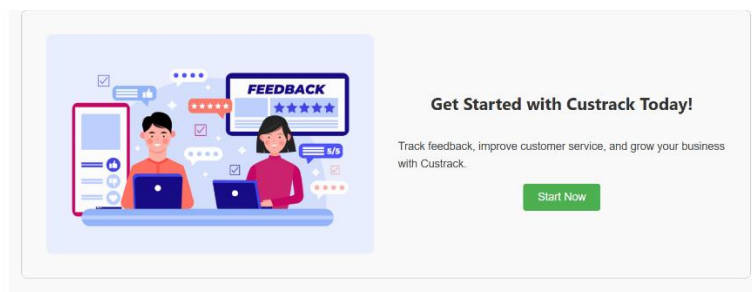 FEEDBACK
5/5
Get Started with Custrack Today!
Track feedback, improve customer service, and grow your business
with Custrack.
Start Now